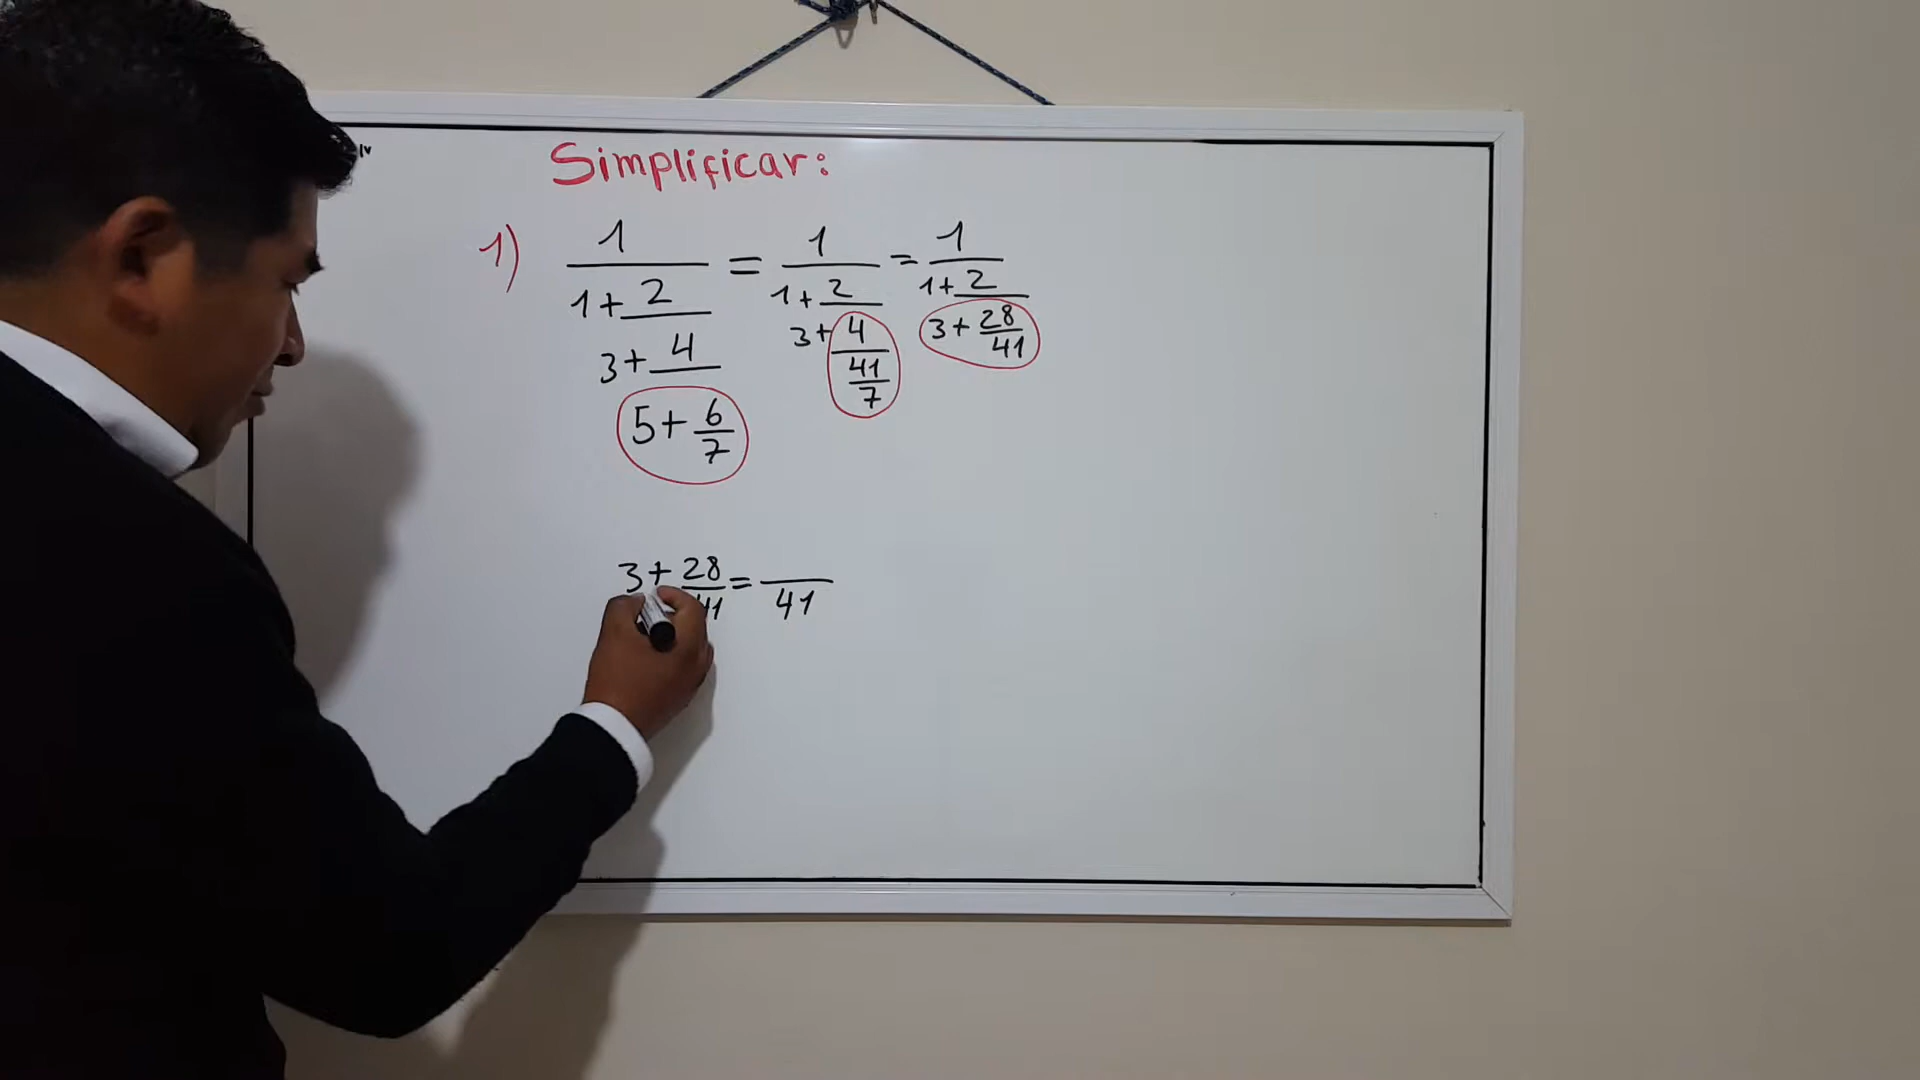 Simplificar:
1) 1 / (1 + 2 / (3 + 4 / (5 + 6/7))) = 1 / (1 + 2 / (3 + 4 / (41/7))) = 1 / (1 + 2 / (3 + 28/41))
3 + 28/41 = /41